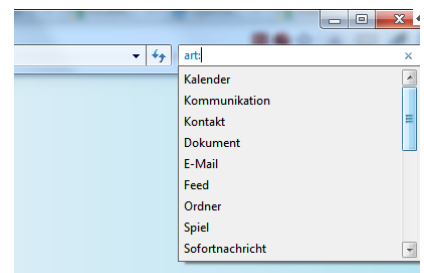 art:
Kalender
Kommunikation
Kontakt
Dokument
E-Mail
Feed
Ordner
Spiel
Sofortnachricht